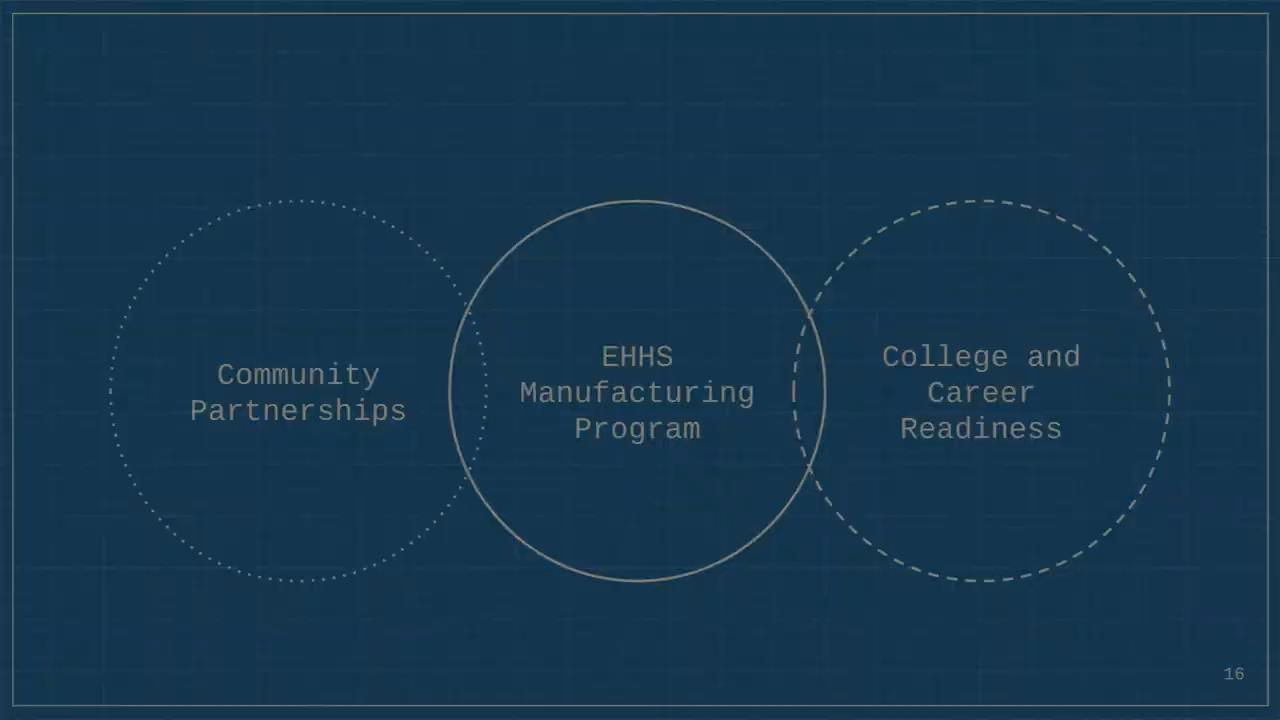 Community
Partnerships
EHHS
Manufacturing
Program
College and
Career
Readiness
16